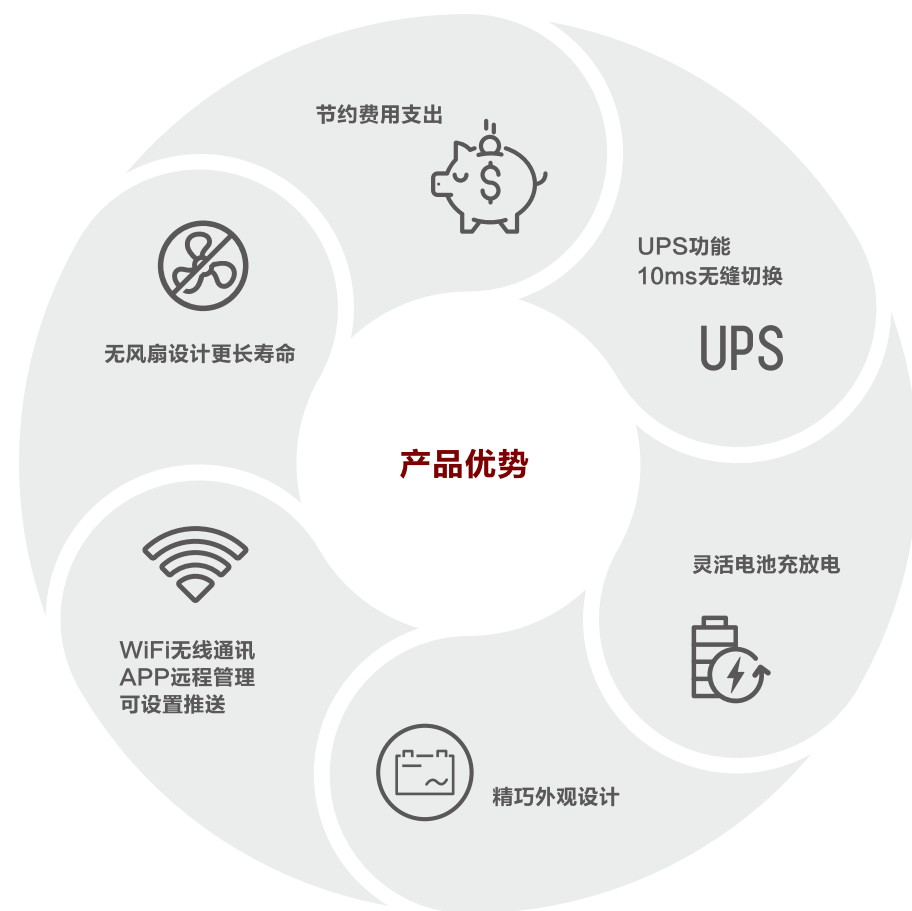 节约费用支出
$
UPS功能
10ms无缝切换
UPS
无风扇设计更长寿命
产品优势
灵活电池充放电
WiFi无线通讯
APP远程管理
可设置推送
精巧外观设计